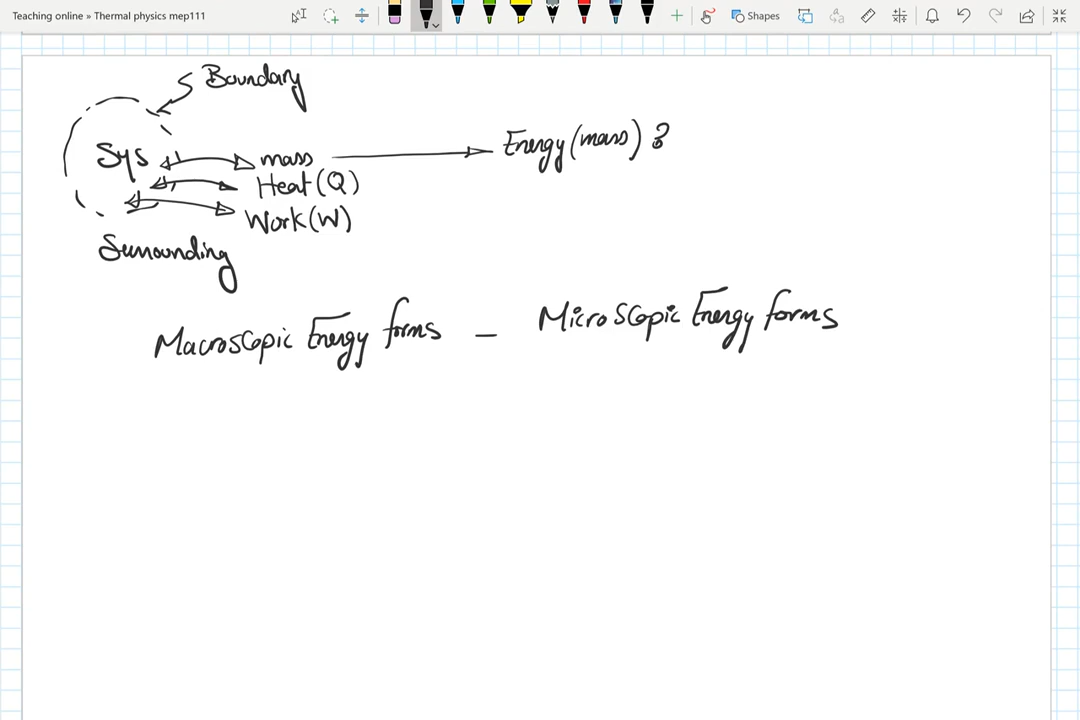 Teaching online » Thermal physics mep111
Shapes
Boundary
Sys
mass
Energy (mass) ?
Heat (Q)
Work (W)
Surrounding
Macroscopic Energy forms - Microscopic Energy forms